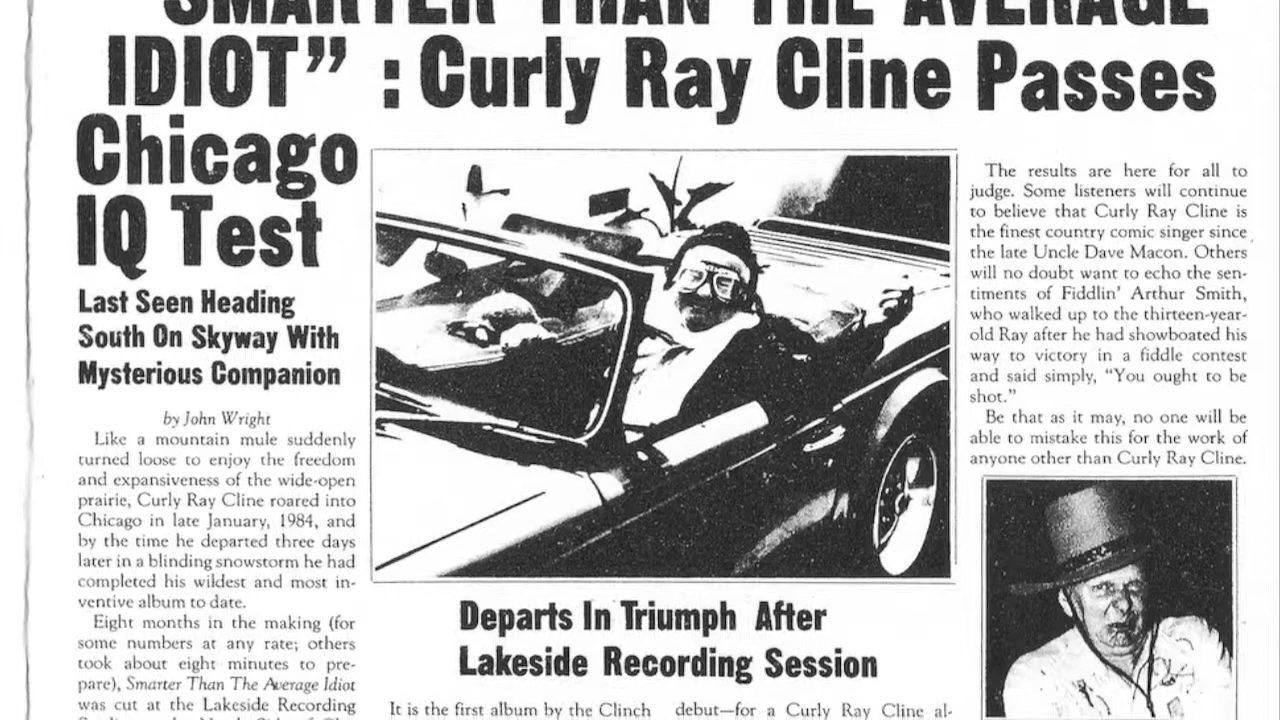 "SMARTER THAN THE AVERAGE
IDIOT" : Curly Ray Cline Passes
Chicago
IQ Test
Last Seen Heading
South On Skyway With
Mysterious Companion
by John Wright
Like a mountain mule suddenly
turned loose to enjoy the freedom
and expansiveness of the wide-open
prairie, Curly Ray Cline roared into
Chicago in late January, 1984, and
by the time he departed three days
later in a blinding snowstorm he had
completed his wildest and most in-
ventive album to date.
Eight months in the making (for
some numbers at any rate; others
took about eight minutes to pre-
pare), Smarter Than The Average Idiot
was cut at the Lakeside Recording
Departs In Triumph After
Lakeside Recording Session
It is the first album by the Clinch
debut—for a Curly Ray Cline al-
The results are here for all to
judge. Some listeners will continue
to believe that Curly Ray Cline is
the finest country comic singer since
the late Uncle Dave Macon. Others
will no doubt want to echo the sen-
timents of Fiddlin' Arthur Smith,
who walked up to the thirteen-year-
old Ray after he had showboated his
way to victory in a fiddle contest
and said simply, "You ought to be
shot."
Be that as it may, no one will be
able to mistake this for the work of
anyone other than Curly Ray Cline.